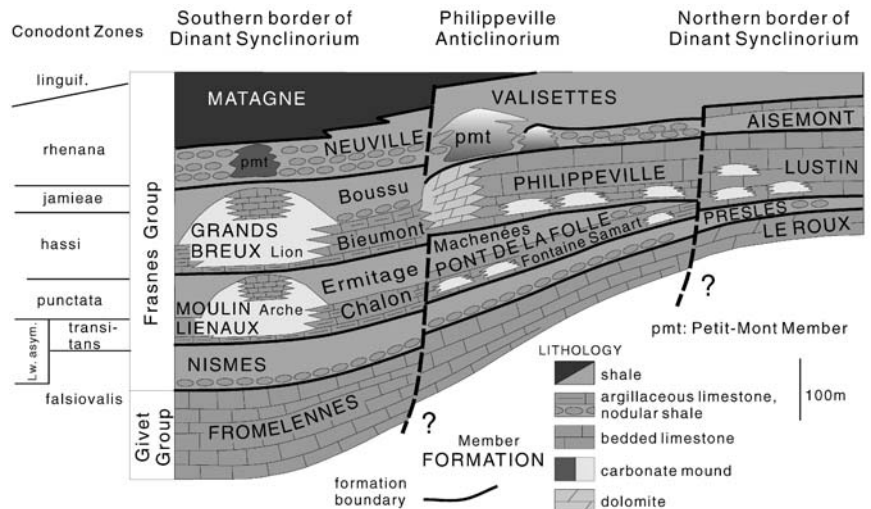 Conodont Zones
Southern border of
Dinant Synclinorium
Philippeville
Anticlinorium
Northern border of
Dinant Synclinorium
linguif.
rhenana
jamieae
hassi
punctata
Lw. asym.
transi-
tans
falsiovalis
Frasnes Group
Givet
Group
MATAGNE
NEUVILLE
pmt
Boussu
GRANDS
BREUX Lion
Bieumont
Ermitage
MOULIN Arche
LIENAUX
Chalon
NISMES
FROMELENNES
VALISETTES
pmt
PHILIPPEVILLE
Machenées
PONT DE LA FOLLE
Fontaine Samart
AISEMONT
LUSTIN
PRESLES
LE ROUX
?
?
pmt: Petit-Mont Member
LITHOLOGY
shale
argillaceous limestone,
nodular shale
bedded limestone
carbonate mound
dolomite
100m
Member
FORMATION
formation
boundary